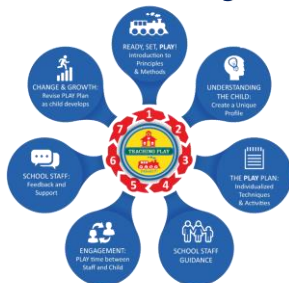 READY, SET, PLAY!
Introduction to
Principles &
Methods
UNDERSTANDING
THE CHILD:
Create a Unique
Profile
THE PLAY PLAN:
Individualized
Techniques
& Activities
SCHOOL STAFF
GUIDANCE
ENGAGEMENT:
PLAY time between
Staff and Child
SCHOOL STAFF:
Feedback and
Support
CHANGE & GROWTH:
Revise PLAY Plan
as child develops
1
2
3
4
5
6
7
TEACHING PLAY